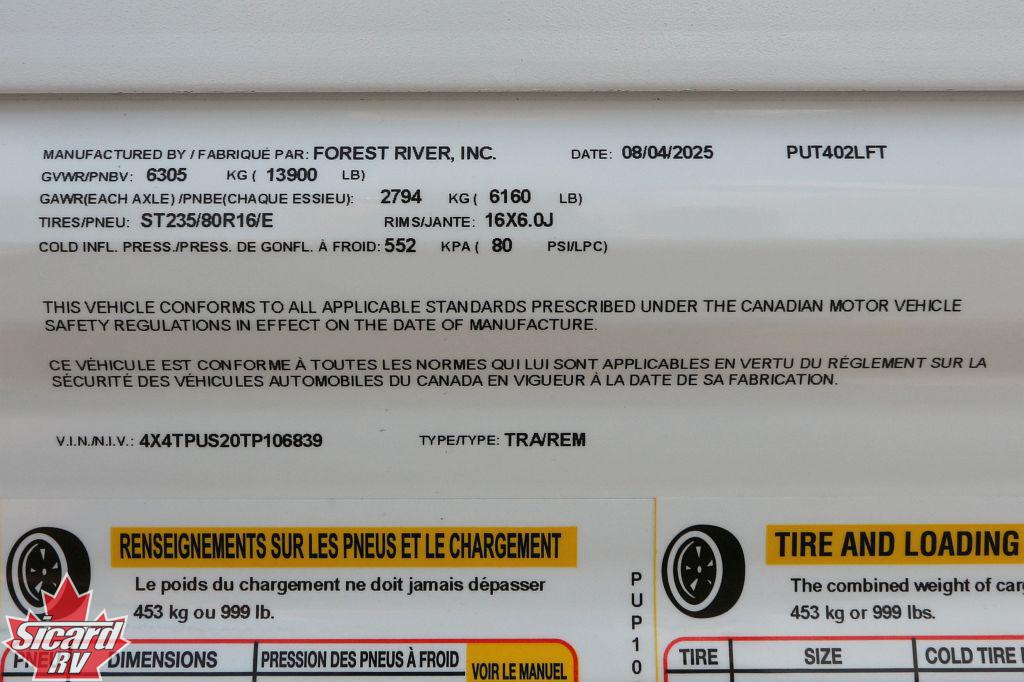 MANUFACTURED BY / FABRIQUÉ PAR: FOREST RIVER, INC. DATE: 08/04/2025 PUT402LFT
GVWR/PNBV: 6305 KG ( 13900 LB)
GAWR(EACH AXLE) /PNBE(CHAQUE ESSIEU): 2794 KG ( 6160 LB)
TIRES/PNEU: ST235/80R16/E RIMS/JANTE: 16X6.0J
COLD INFL. PRESS./PRESS. DE GONFL. À FROID: 552 KPA ( 80 PSI/LPC)
THIS VEHICLE CONFORMS TO ALL APPLICABLE STANDARDS PRESCRIBED UNDER THE CANADIAN MOTOR VEHICLE
SAFETY REGULATIONS IN EFFECT ON THE DATE OF MANUFACTURE.
CE VÉHICULE EST CONFORME À TOUTES LES NORMES QUI LUI SONT APPLICABLES EN VERTU DU RÉGLEMENT SUR LA
SÉCURITÉ DES VÉHICULES AUTOMOBILES DU CANADA EN VIGUEUR À LA DATE DE SA FABRICATION.
V.I.N./N.I.V.: 4X4TPUS20TP106839 TYPE/TYPE: TRA/REM
RENSEIGNEMENTS SUR LES PNEUS ET LE CHARGEMENT
Le poids du chargement ne doit jamais dépasser
453 kg ou 999 lb.
DIMENSIONS PRESSION DES PNEUS À FROID VOIR LE MANUEL
PUP10
TIRE AND LOADING
The combined weight of
453 kg or 999 lbs.
TIRE SIZE COLD TIRE
Sicard
RV